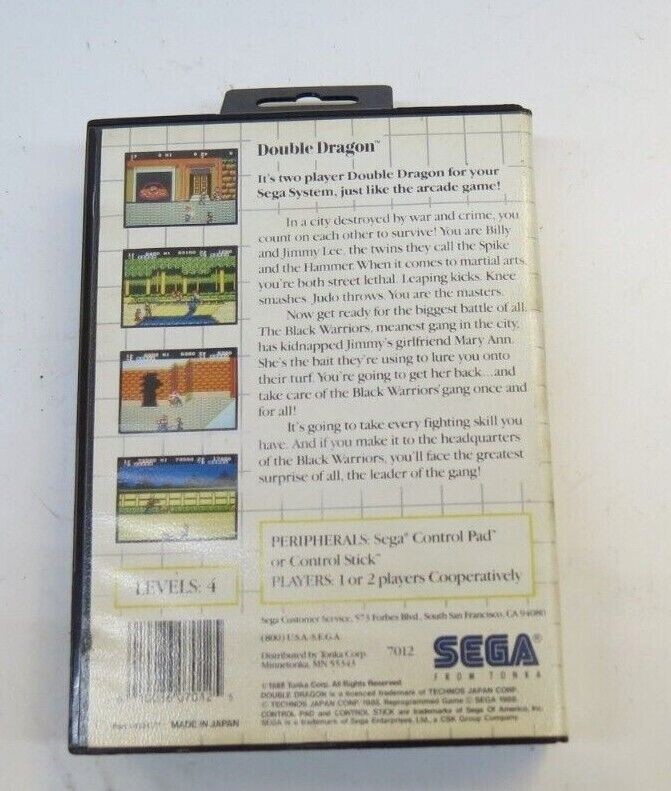 Double Dragon™
It's two player Double Dragon for your
Sega System, just like the arcade game!
In a city destroyed by war and crime, you
count on each other to survive! You are Billy
and Jimmy Lee, the twins they call the Spike
and the Hammer. When it comes to martial arts,
you're both street lethal. Leaping kicks. Knee
smashes. Judo throws. You are the masters.
Now get ready for the biggest battle of all.
The Black Warriors, meanest gang in the city,
has kidnapped Jimmy's girlfriend Mary Ann.
She's the bait they're using to lure you onto
their turf. You're going to get her back...and
take care of the Black Warriors' gang once and
for all!
It's going to take every fighting skill you
have. And if you make it to the headquarters
of the Black Warriors, you'll face the greatest
surprise of all, the leader of the gang!
PERIPHERALS: Sega® Control Pad™
or Control Stick™
PLAYERS: 1 or 2 players Cooperatively
LEVELS: 4
Sega Customer Service, 573 Forbes Blvd., South San Francisco, CA 94080
(800) U.S.A.-S.E.G.A.
Distributed by Tonka Corp.
Minnetonka, MN 55343
7012
SEGA®
FROM TONKA
©1988 Tonka Corp. All Rights Reserved.
DOUBLE DRAGON is a licenced trademark of TECHNOS JAPAN CORP.
© TECHNOS JAPAN CORP. 1988. Reprogrammed Game © SEGA 1988.
CONTROL PAD and CONTROL STICK are trademarks of Sega Of America, Inc.
SEGA is a trademark of Sega Enterprises, Ltd., a CSK Group Company.
MADE IN JAPAN